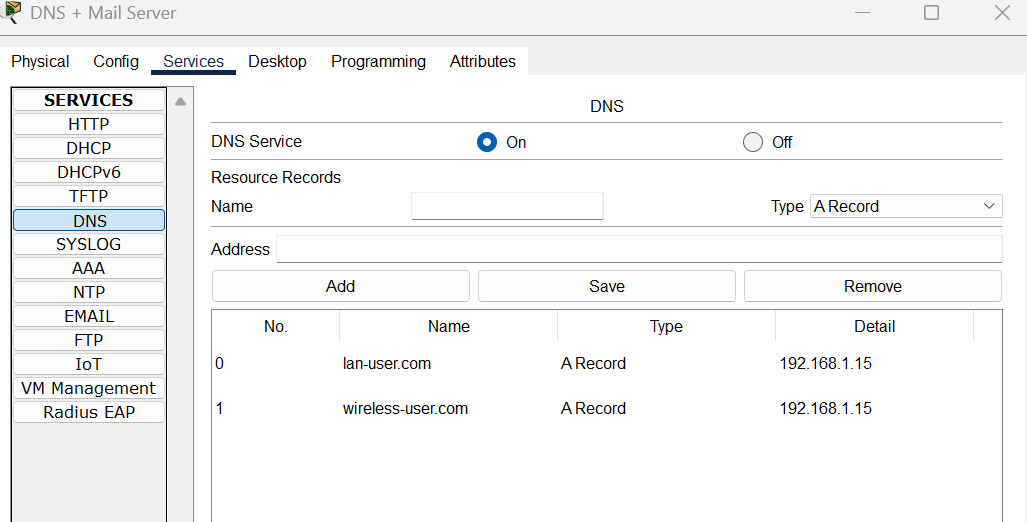 DNS + Mail Server
Physical Config Services Desktop Programming Attributes
SERVICES
HTTP
DHCP
DHCPv6
TFTP
DNS
SYSLOG
AAA
NTP
EMAIL
FTP
IoT
VM Management
Radius EAP
DNS
DNS Service On Off
Resource Records
Name Type A Record
Address
Add Save Remove
No. Name Type Detail
0 lan-user.com A Record 192.168.1.15
1 wireless-user.com A Record 192.168.1.15